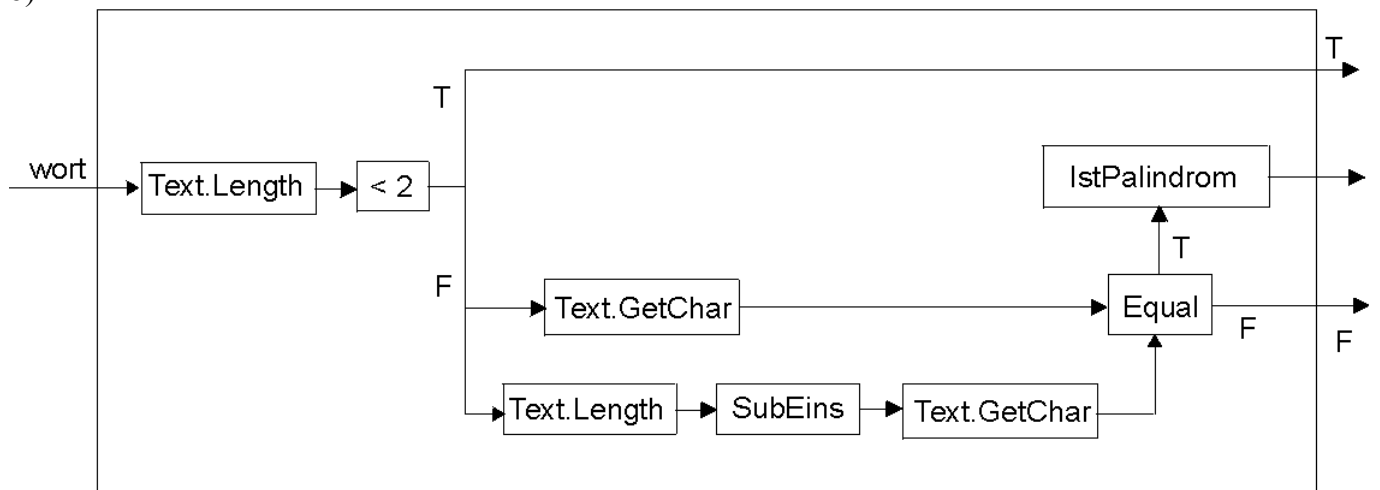 T
T
wort
Text.Length
< 2
IstPalindrom
T
F
Text.GetChar
Equal
F
F
Text.Length
SubEins
Text.GetChar